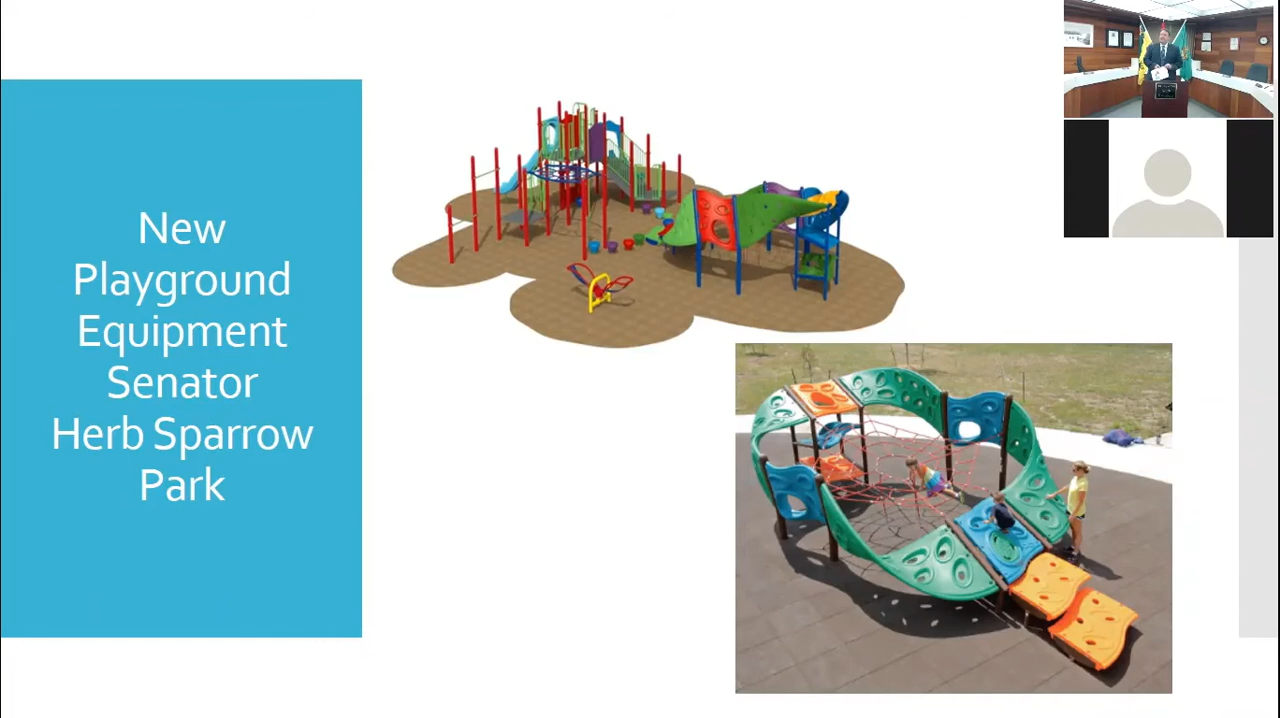 New
Playground
Equipment
Senator
Herb Sparrow
Park